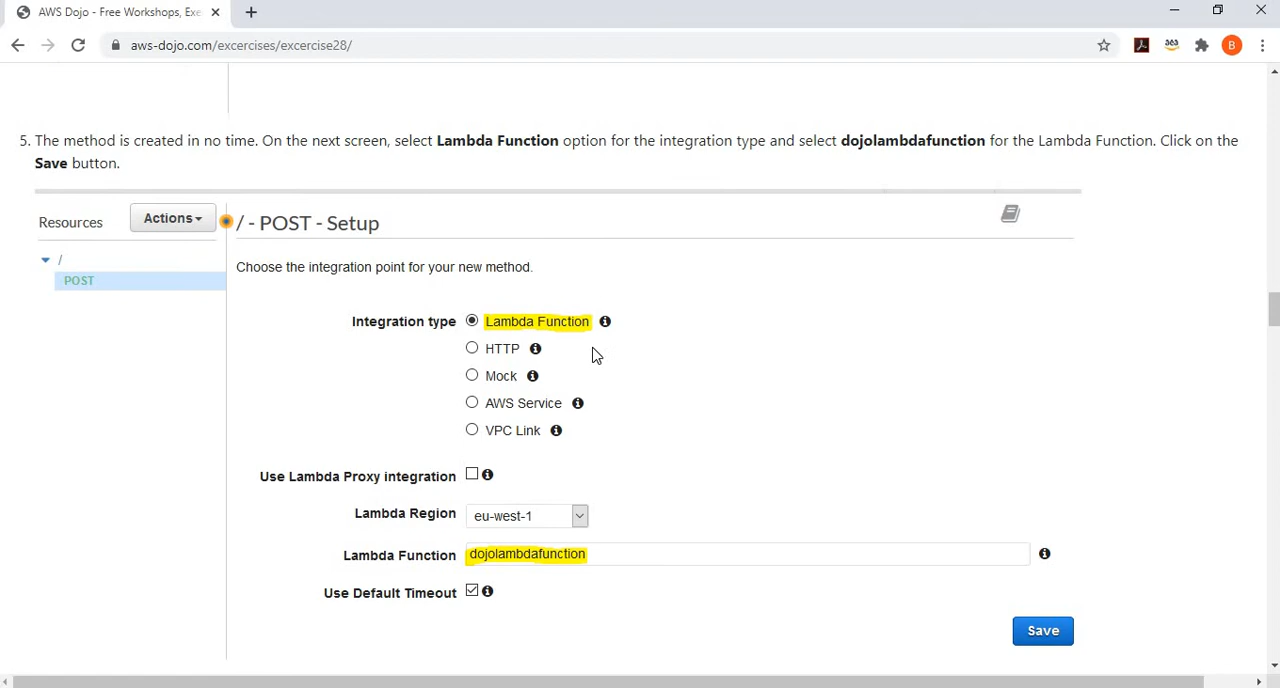 AWS Dojo - Free Workshops, Exe
aws-dojo.com/excercises/excercise28/
B
5. The method is created in no time. On the next screen, select Lambda Function option for the integration type and select dojolambdafunction for the Lambda Function. Click on the
Save button.
Resources
Actions
/ - POST - Setup
/
POST
Choose the integration point for your new method.
Integration type
Lambda Function
HTTP
Mock
AWS Service
VPC Link
Use Lambda Proxy integration
Lambda Region
eu-west-1
Lambda Function
dojolambdafunction
Use Default Timeout
Save